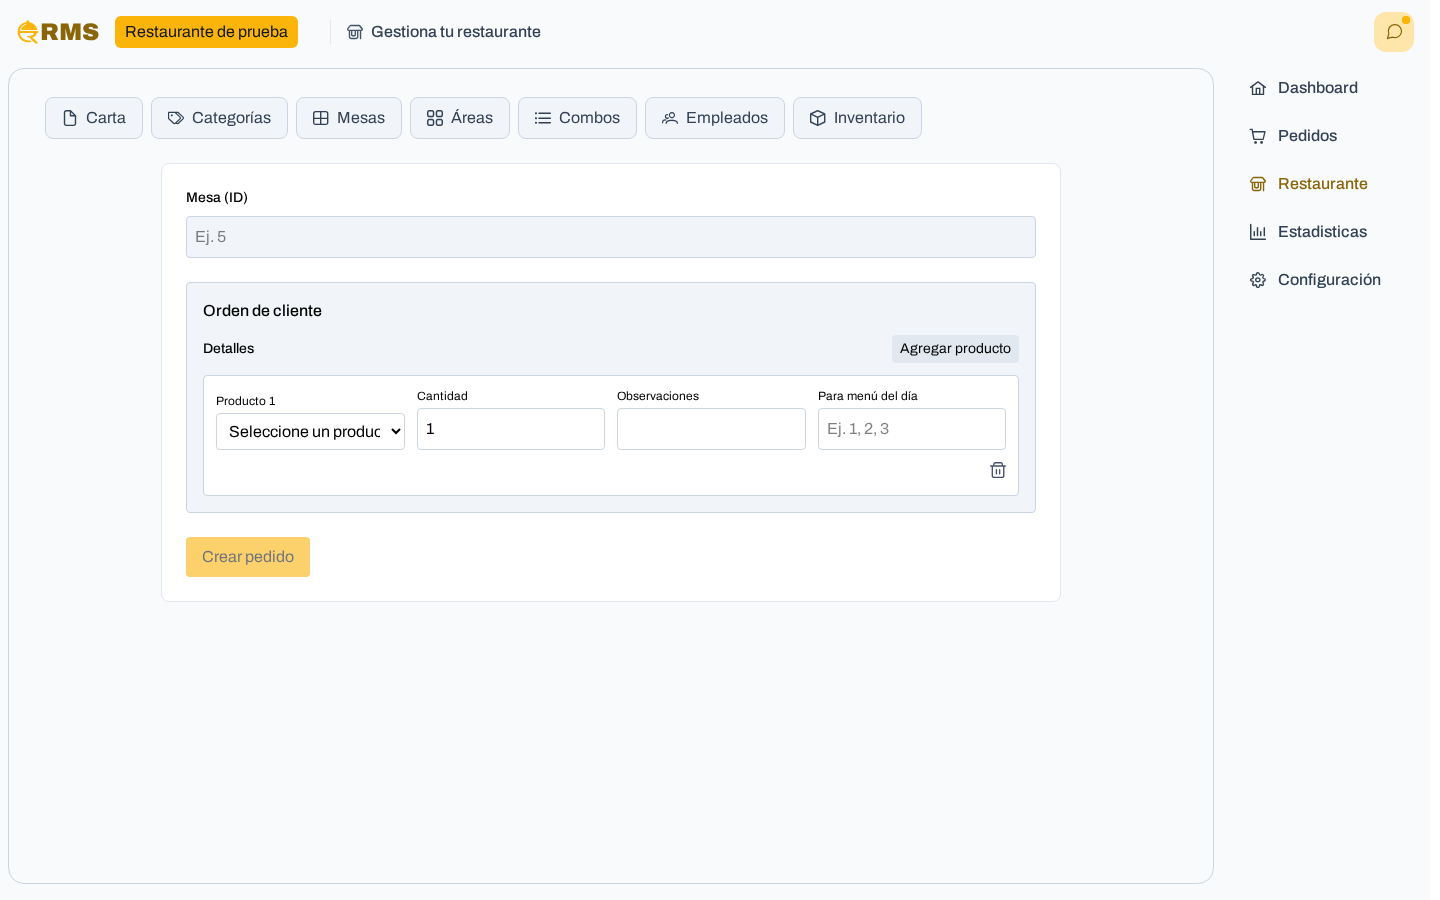 RMS
Restaurante de prueba
Gestiona tu restaurante
Dashboard
Pedidos
Restaurante
Estadisticas
Configuración
Carta
Categorías
Mesas
Áreas
Combos
Empleados
Inventario
Mesa (ID)
Ej. 5
Orden de cliente
Detalles
Agregar producto
Producto 1
Cantidad
Observaciones
Para menú del día
Seleccione un produc
1
Ej. 1, 2, 3
Crear pedido